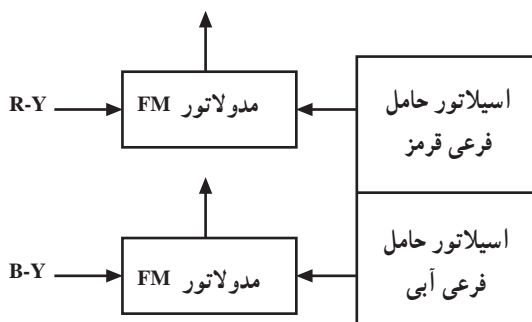 R-Y
مدولاتور FM
اسیلاتور حامل
فرعی قرمز
B-Y
مدولاتور FM
اسیلاتور حامل
فرعی آبی